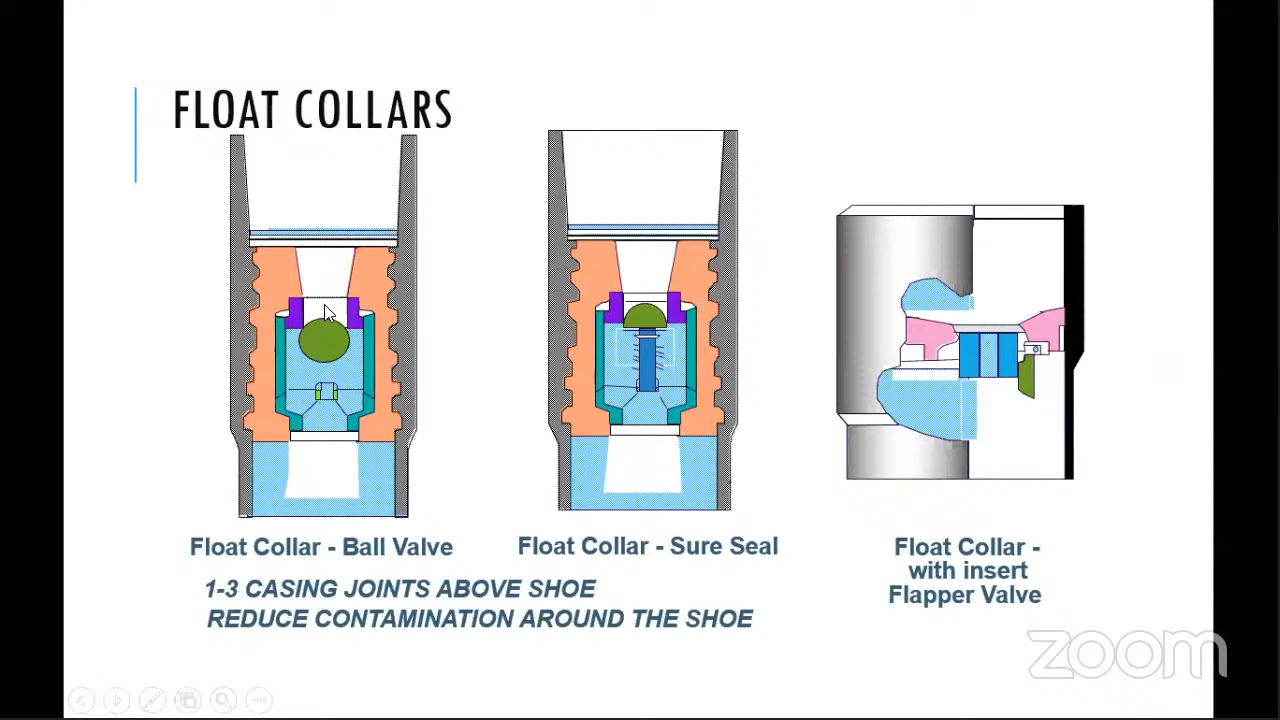 FLOAT COLLARS
Float Collar - Ball Valve
Float Collar - Sure Seal
Float Collar -
with insert
Flapper Valve
1-3 CASING JOINTS ABOVE SHOE
REDUCE CONTAMINATION AROUND THE SHOE
zoom